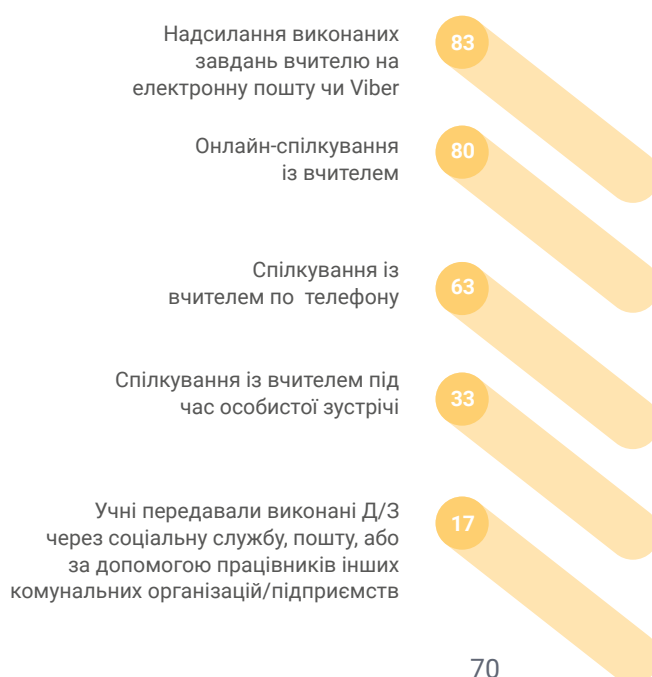 Надсилання виконаних
завдань вчителю на
електронну пошту чи Viber
83
Онлайн-спілкування
із вчителем
80
Спілкування із
вчителем по телефону
63
Спілкування із вчителем під
час особистої зустрічі
33
Учні передавали виконані Д/З
через соціальну службу, пошту, або
за допомогою працівників інших
комунальних організацій/підприємств
17
70